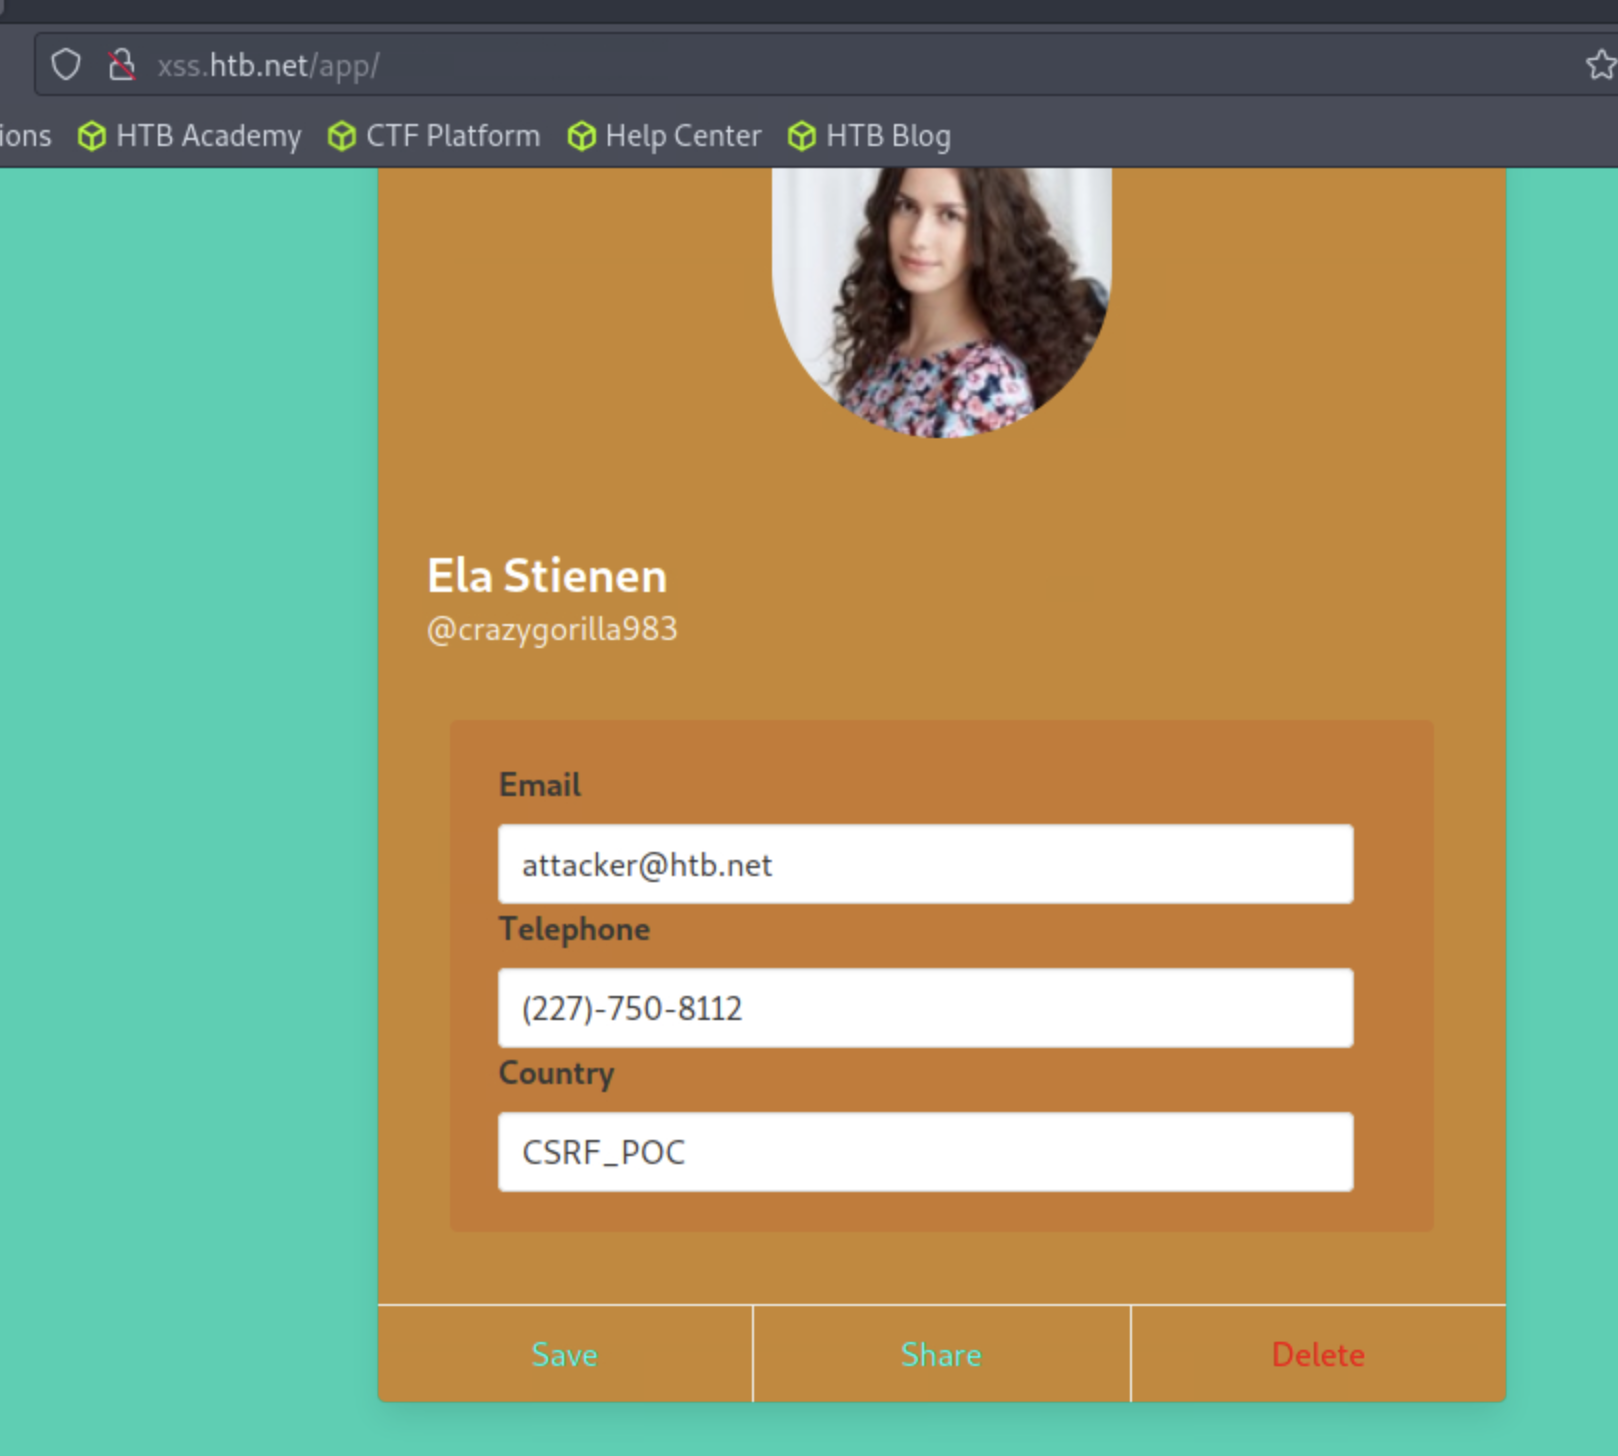 xss.htb.net/app/
ions HTB Academy CTF Platform Help Center HTB Blog
Ela Stienen
@crazygorilla983
Email
attacker@htb.net
Telephone
(227)-750-8112
Country
CSRF_POC
Save Share Delete